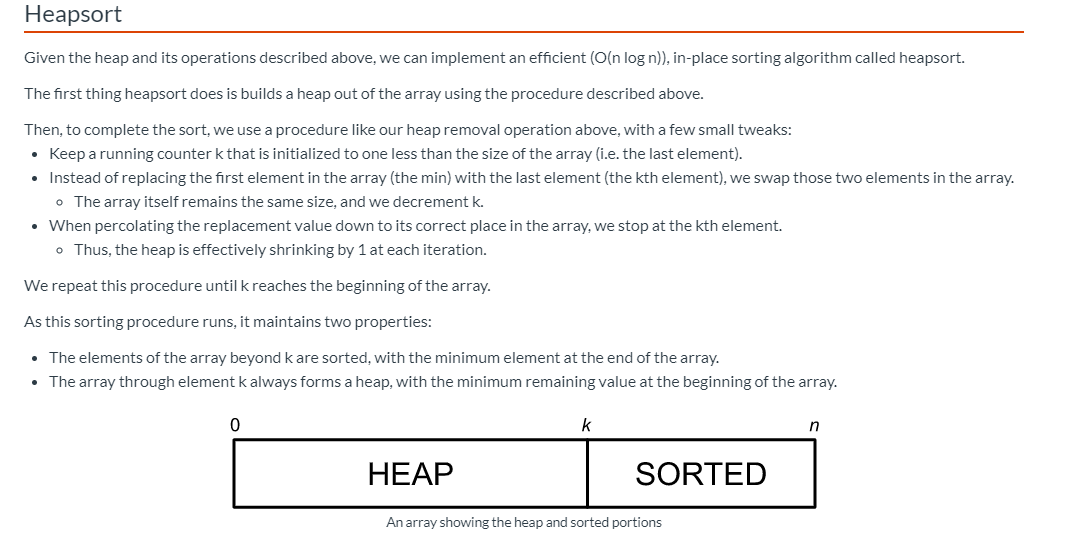 Heapsort
Given the heap and its operations described above, we can implement an efficient (O(n log n)), in-place sorting algorithm called heapsort.
The first thing heapsort does is builds a heap out of the array using the procedure described above.
Then, to complete the sort, we use a procedure like our heap removal operation above, with a few small tweaks:
• Keep a running counter k that is initialized to one less than the size of the array (i.e. the last element).
• Instead of replacing the first element in the array (the min) with the last element (the kth element), we swap those two elements in the array.
◦ The array itself remains the same size, and we decrement k.
• When percolating the replacement value down to its correct place in the array, we stop at the kth element.
◦ Thus, the heap is effectively shrinking by 1 at each iteration.
We repeat this procedure until k reaches the beginning of the array.
As this sorting procedure runs, it maintains two properties:
• The elements of the array beyond k are sorted, with the minimum element at the end of the array.
• The array through element k always forms a heap, with the minimum remaining value at the beginning of the array.
0 k n
HEAP SORTED
An array showing the heap and sorted portions